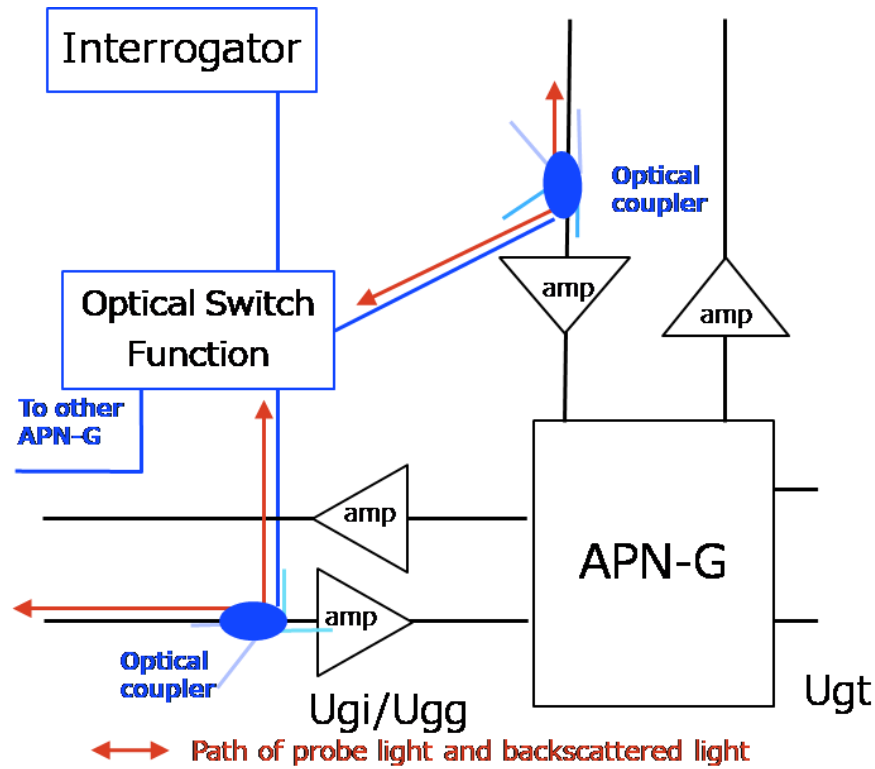 Interrogator
Optical
coupler
Optical Switch
Function
amp
amp
To other
APN-G
amp
APN-G
amp
Optical
coupler
Ugi/Ugg
Ugt
Path of probe light and backscattered light